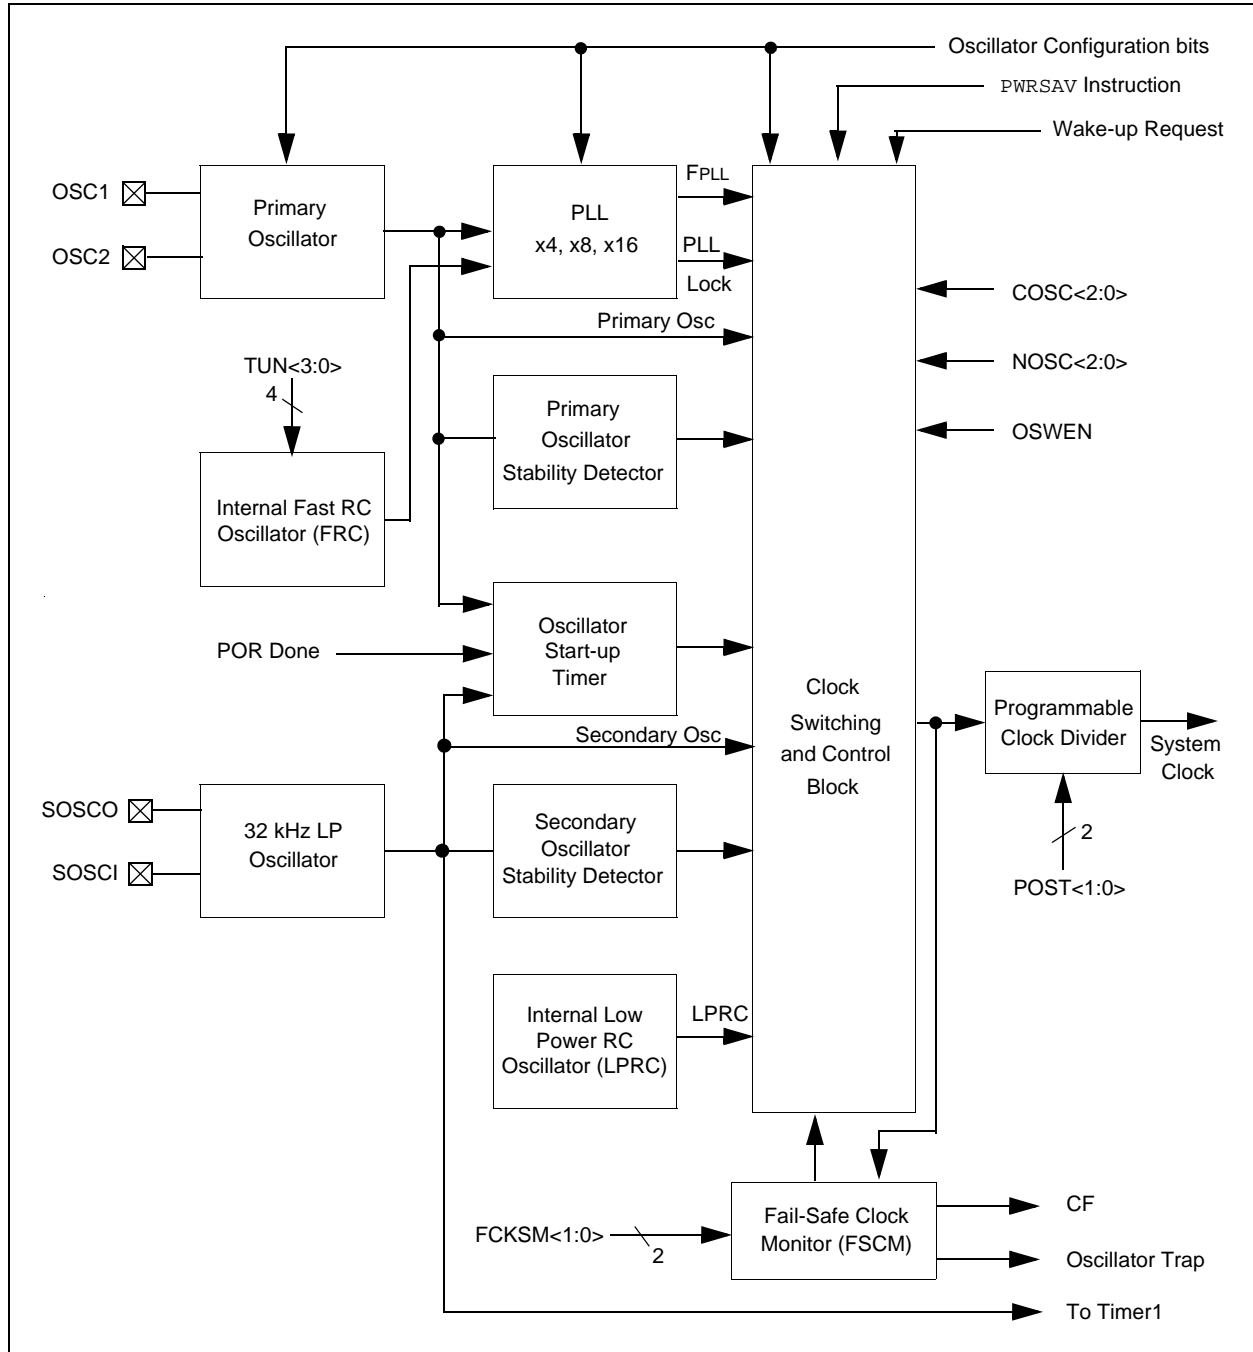 Oscillator Configuration bits
PWRSAV Instruction
Wake-up Request
OSC1
OSC2
Primary
Oscillator
PLL
x4, x8, x16
FPLL
PLL
Lock
COSC<2:0>
Primary Osc
TUN<3:0>
4
NOSC<2:0>
Primary
Oscillator
Stability Detector
OSWEN
Internal Fast RC
Oscillator (FRC)
Oscillator
Start-up
Timer
POR Done
Clock
Switching
and Control
Block
Programmable
Clock Divider
System
Clock
Secondary Osc
SOSCO
SOSCI
32 kHz LP
Oscillator
Secondary
Oscillator
Stability Detector
2
POST<1:0>
Internal Low
Power RC
Oscillator (LPRC)
LPRC
FCKSM<1:0>
2
Fail-Safe Clock
Monitor (FSCM)
CF
Oscillator Trap
To Timer1